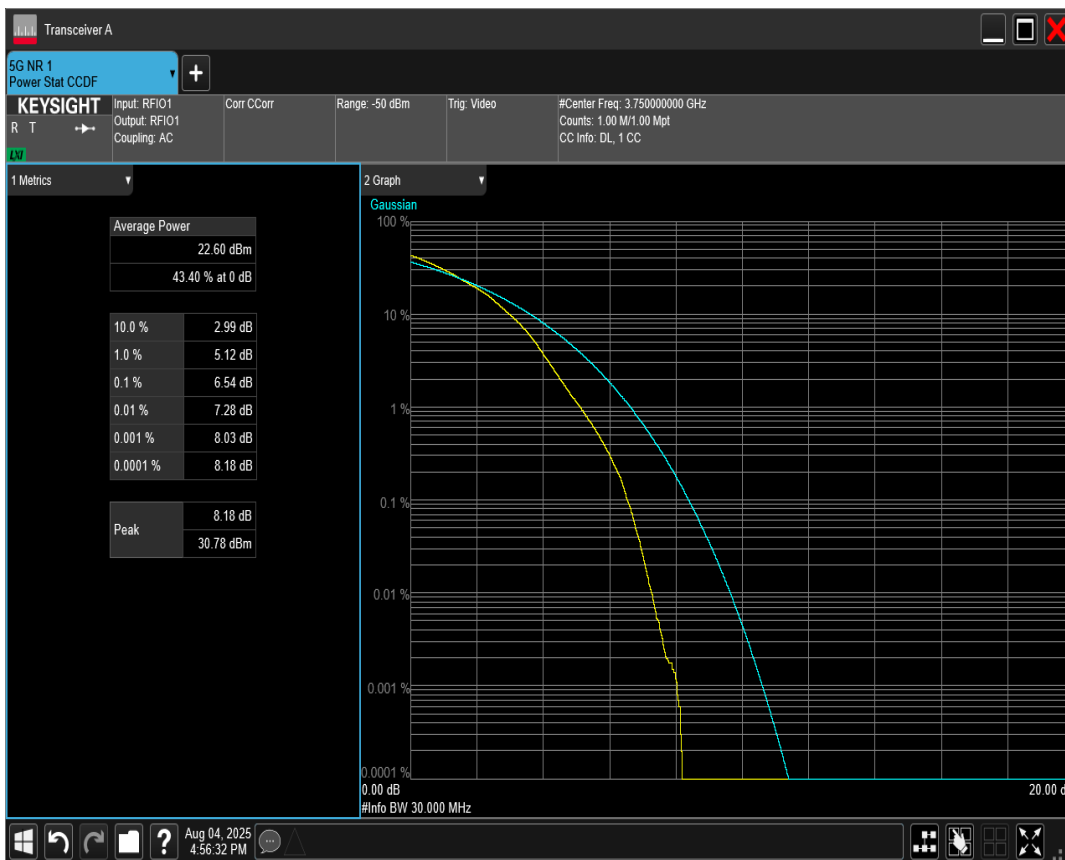 Transceiver A
5G NR 1
Power Stat CCDF
+
KEYSIGHT
R T
LXI
Input: RFIO1
Output: RFIO1
Coupling: AC
Corr CCorr
Range: -50 dBm
Trig: Video
#Center Freq: 3.750000000 GHz
Counts: 1.00 M/1.00 Mpt
CC Info: DL, 1 CC
1 Metrics
Average Power
22.60 dBm
43.40 % at 0 dB
10.0 % 2.99 dB
1.0 % 5.12 dB
0.1 % 6.54 dB
0.01 % 7.28 dB
0.001 % 8.03 dB
0.0001 % 8.18 dB
Peak
8.18 dB
30.78 dBm
2 Graph
Gaussian
100 %
10 %
1 %
0.1 %
0.01 %
0.001 %
0.0001 %
0.00 dB
20.00 d
#Info BW 30.000 MHz
?
Aug 04, 2025
4:56:32 PM